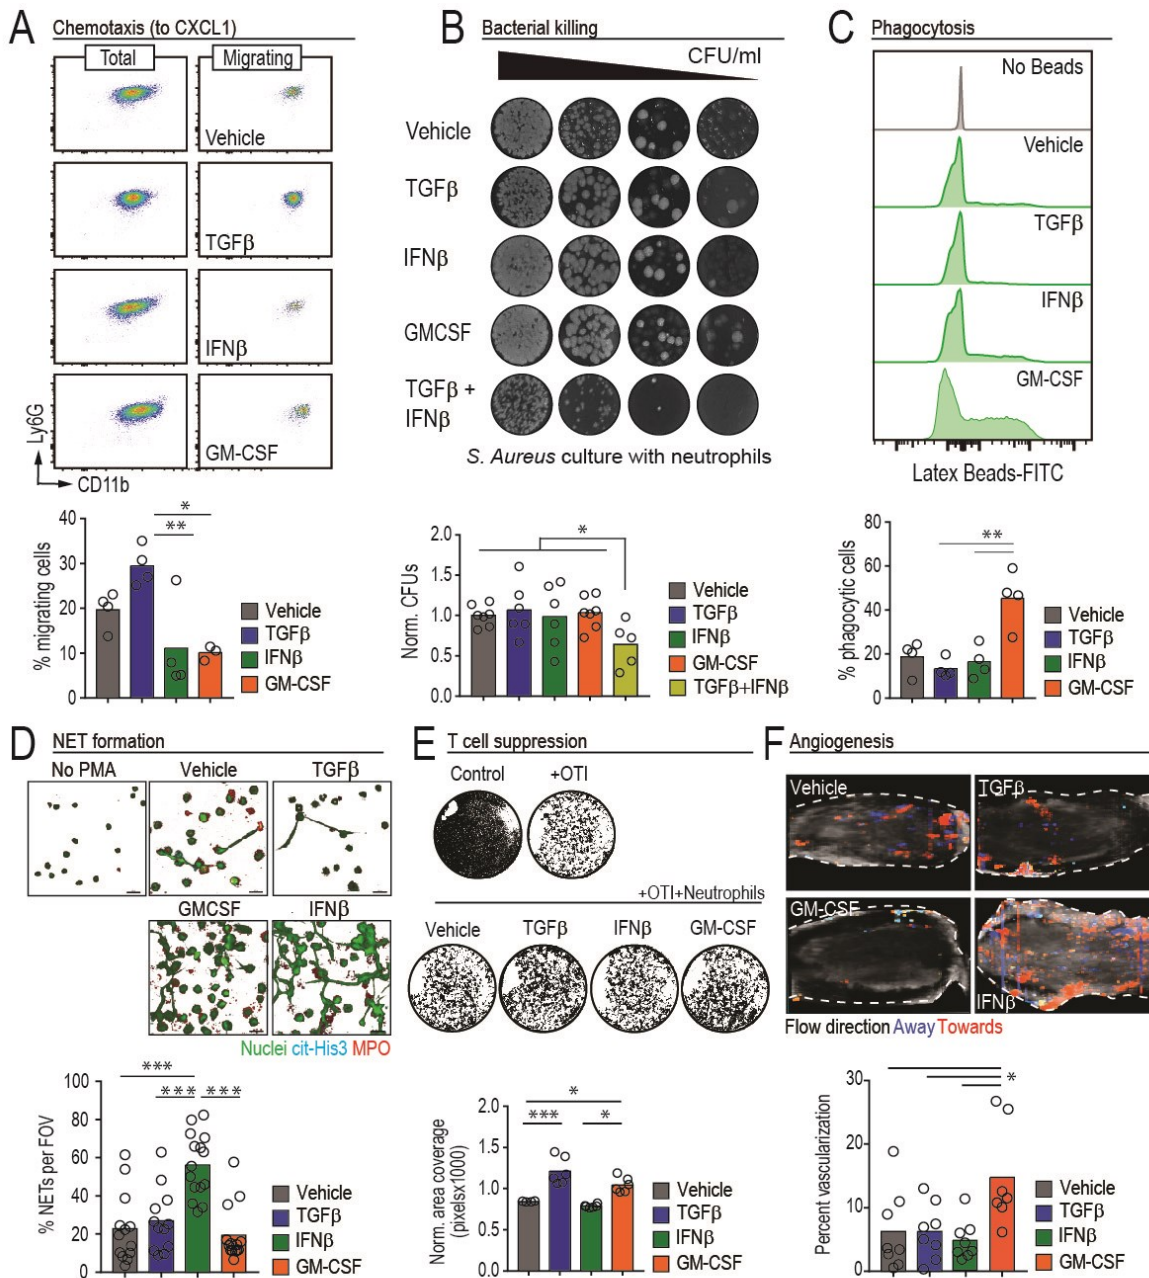 A Chemotaxis (to CXCL1)
Total Migrating
Vehicle
TGFβ
IFNβ
GM-CSF
Ly6G
CD11b
% migrating cells
40
30
20
10
0
*
**
Vehicle
TGFβ
IFNβ
GM-CSF
B Bacterial killing
CFU/ml
Vehicle
TGFβ
IFNβ
GMCSF
TGFβ +
IFNβ
S. Aureus culture with neutrophils
Norm. CFUs
2.0
1.5
1.0
0.5
0.0
*
Vehicle
TGFβ
IFNβ
GM-CSF
TGFβ+IFNβ
C Phagocytosis
No Beads
Vehicle
TGFβ
IFNβ
GM-CSF
Latex Beads-FITC
% phagocytic cells
80
60
40
20
0
**
Vehicle
TGFβ
IFNβ
GM-CSF
D NET formation
No PMA Vehicle TGFβ
GMCSF IFNβ
Nuclei cit-His3 MPO
% NETs per FOV
100
80
60
40
20
0
***
*** ***
Vehicle
TGFβ
IFNβ
GM-CSF
E T cell suppression
Control +OTI
+OTI+Neutrophils
Vehicle TGFβ IFNβ GM-CSF
Norm. area coverage
(pixelsx1000)
2.0
1.5
1.0
0.5
0.0
*
*** *
Vehicle
TGFβ
IFNβ
GM-CSF
F Angiogenesis
Vehicle TGFβ
GM-CSF
IFNβ
Flow direction Away Towards
Percent vascularization
30
20
10
0
*
Vehicle
TGFβ
IFNβ
GM-CSF